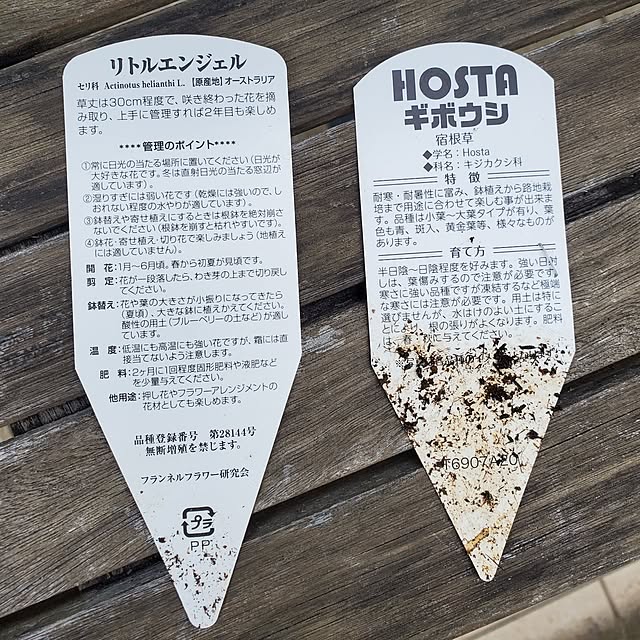 リトルエンジェル
セリ科 Actinotus helianthi L.【原産地】オーストラリア
草丈は30cm程度で、咲き終わった花を摘
み取り、上手に管理すれば2年目も楽しめ
ます。
****管理のポイント****
①常に日光の当たる場所に置いてください(日光が
大好きな花です。冬は直射日光の当たる窓辺が
適しています)。
②湿りすぎには弱い花です(乾燥には強いので、し
おれない程度の水やりが適しています)。
③鉢替えや寄せ植えにするときは根鉢を絶対崩さ
ないでください(根鉢を崩すと枯れやすいです)。
④鉢花・寄せ植え・切り花で楽しみましょう(地植え
には適していません)。
開 花:1月~6月頃。春から初夏が見頃です。
剪 定:花が一段落したら、わき芽の上まで切り戻し
てください。
鉢替え:花や葉の大きさが小振りになってきたら
(夏頃)、大きな鉢に植えかえてください。
酸性の用土(ブルーベリーの土など)が適し
ています。
温 度:低温にも高温にも強い花ですが、霜には直
接当てないよう注意します。
肥 料:2ヶ月に1回程度固形肥料や液肥など
を少量与えてください。
他用途:押し花やフラワーアレンジメントの
花材としても楽しめます。
品種登録番号 第28144号
無断増殖を禁じます。
フランネルフラワー研究会
プラ
PP
HOSTA
ギボウシ
宿根草
◆学名:Hosta
◆科名:キジカクシ科
特 徴
耐寒・耐暑性に富み、鉢植えから路地栽
培まで用途に合わせて楽しむ事が出来ま
す。品種は小葉~大葉タイプが有り、葉
色も青、斑入、黄金葉等、様々なものが
あります。
育て方
半日陰~日陰程度を好みます。強い日射
しは、葉傷みするので注意が必要です。
寒さに強い品種ですが凍結するなど極端
な寒さには注意が必要です。用土は特に
選びませんが、水はけのよい土にするこ
とにより、根の張りがよくなります。肥料
は、春、秋に与えてください。
T6907A20